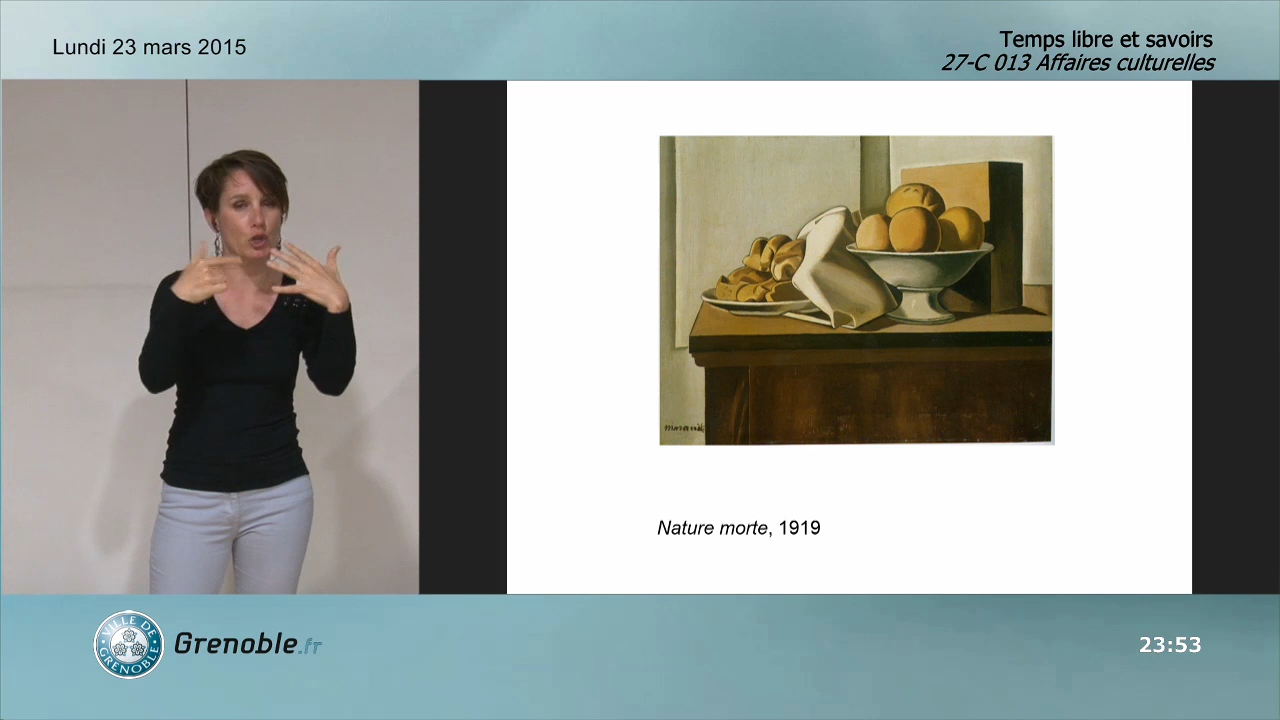 Lundi 23 mars 2015
Temps libre et savoirs
27-C 013 Affaires culturelles
Nature morte, 1919
VILLE DE GRENOBLE
Grenoble.fr
23:53